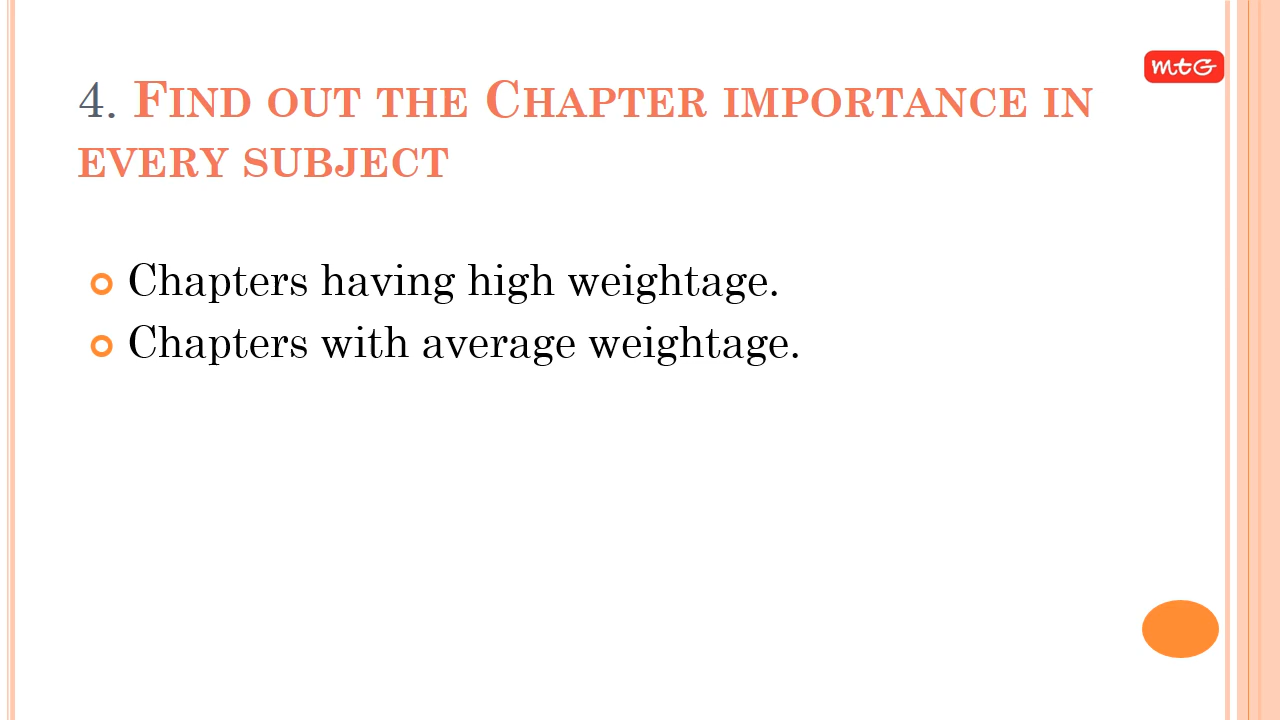 mtG
4. FIND OUT THE CHAPTER IMPORTANCE IN
EVERY SUBJECT
Chapters having high weightage.
Chapters with average weightage.